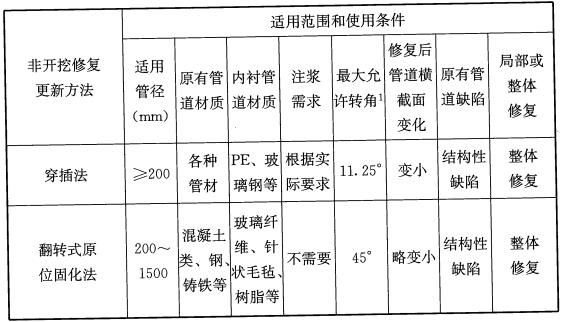 非开挖修复
更新方法
适用范围和使用条件
适用
管径
（mm）
原有管
道材质
内衬管
道材质
注浆
需求
最大允
许转角1
修复后
管道横
截面
变化
原有管
道缺陷
局部或
整体
修复
穿插法
≥200
各种
管材
PE、玻
璃钢等
根据实
际要求
11.25°
变小
结构性
缺陷
整体
修复
翻转式原
位固化法
200～
1500
混凝土
类、钢、
铸铁等
玻璃纤
维、针
状毛毡、
树脂等
不需要
45°
略变小
结构性
缺陷
整体
修复